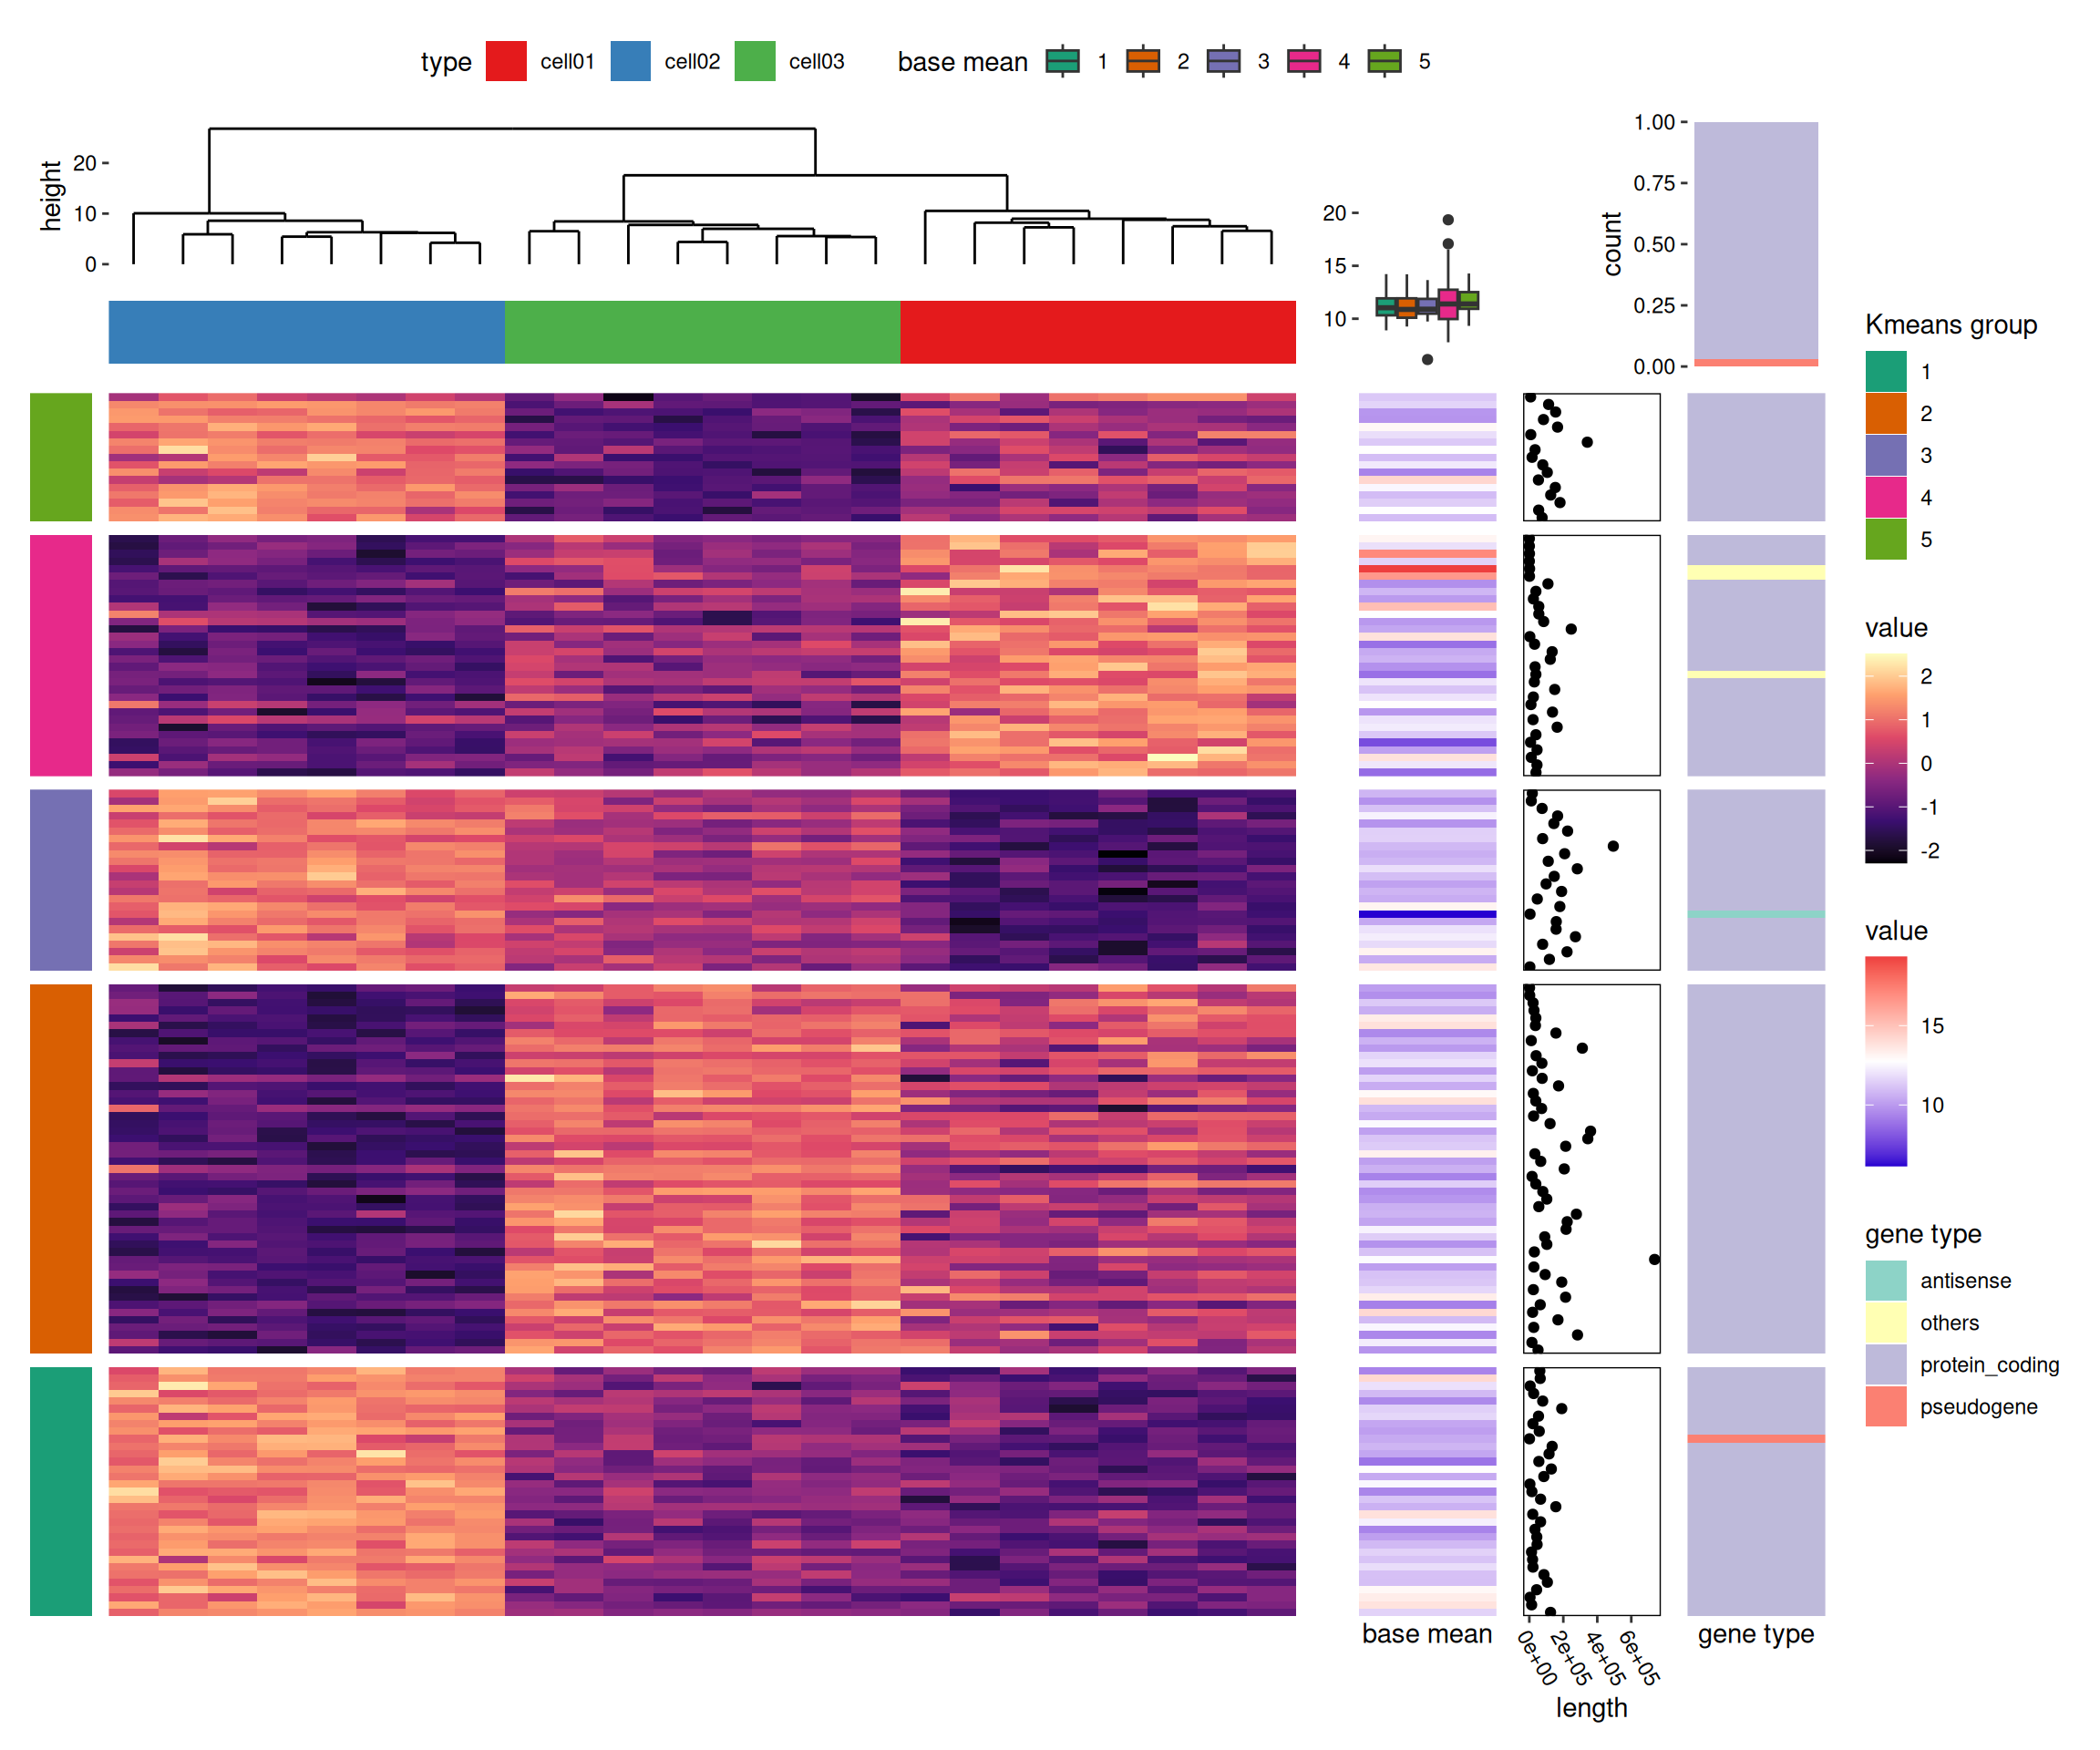 type cell01 cell02 cell03 base mean 1 2 3 4 5
height
20
10
0
20
15
10
count
1.00
0.75
0.50
0.25
0.00
Kmeans group
1
2
3
4
5
value
2
1
0
-1
-2
value
15
10
gene type
antisense
others
protein_coding
pseudogene
base mean
0e+00 2e+05 4e+05 6e+05
length
gene type